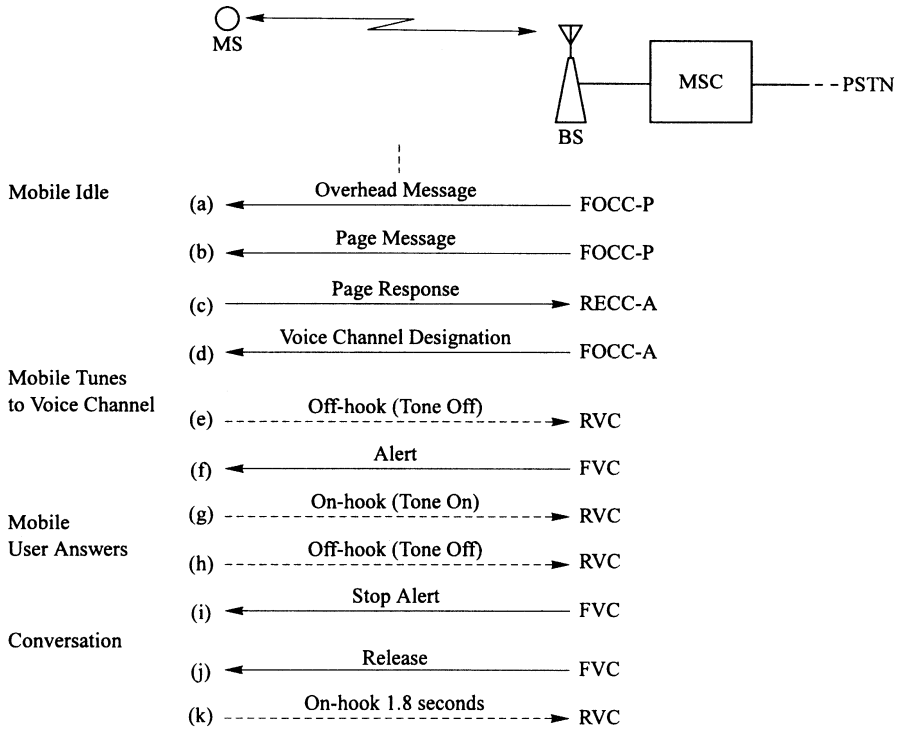 MS
BS
MSC
PSTN
Mobile Idle
(a) Overhead Message FOCC-P
(b) Page Message FOCC-P
(c) Page Response RECC-A
(d) Voice Channel Designation FOCC-A
Mobile Tunes
to Voice Channel
(e) Off-hook (Tone Off) RVC
(f) Alert FVC
(g) On-hook (Tone On) RVC
Mobile
User Answers
(h) Off-hook (Tone Off) RVC
(i) Stop Alert FVC
Conversation
(j) Release FVC
(k) On-hook 1.8 seconds RVC